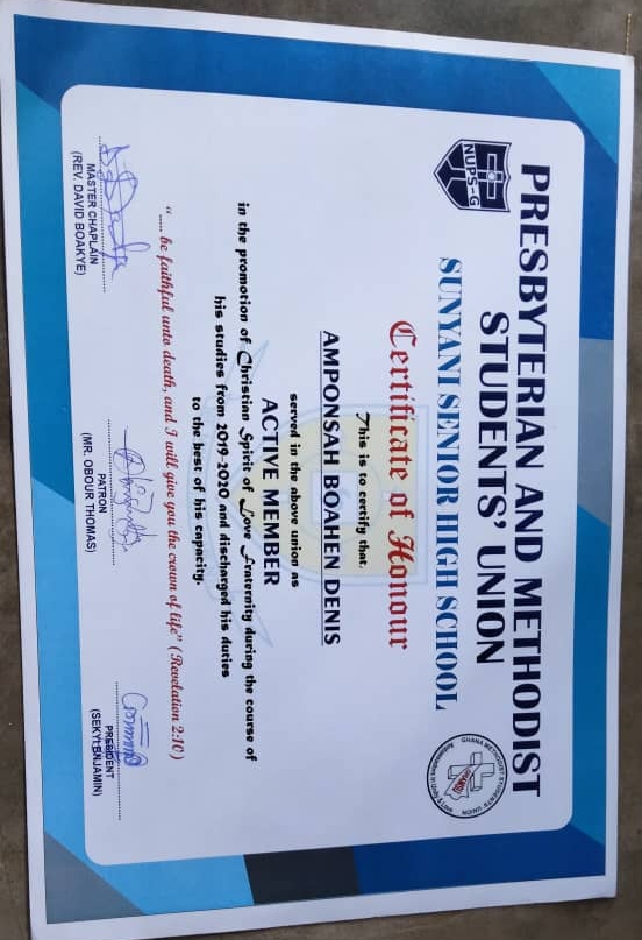 PRESBYTERIAN AND METHODIST
STUDENTS' UNION
SUNYANI SENIOR HIGH SCHOOL
NUPS-G
GHANA METHODIST STUDENTS' UNION
Certificate of Honour
This is to certify that.
AMPONSAH BOAHEN DENIS
served in the above union as
ACTIVE MEMBER
in the promotion of Christian Spirit of Love Fraternity during the course of
his studies from 2019-2020 and discharged his duties
to the best of his capacity.
"... be faithful unto death, and I will give you the crown of life" (Revelation 2:10)
MASTER CHAPLAIN
(REV. DAVID BOAKYE)
PATRON
(MR. OBOUR THOMAS)
PRESIDENT
(SEKYI BENJAMIN)